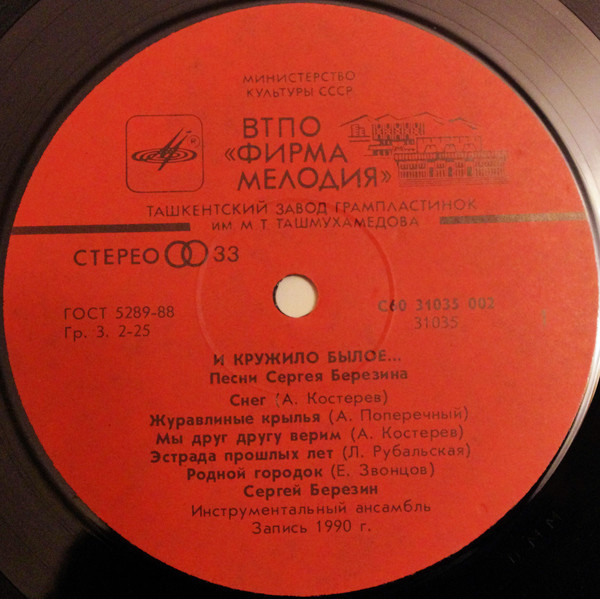 МИНИСТЕРСТВО
КУЛЬТУРЫ СССР
ВТПО
«ФИРМА
МЕЛОДИЯ»
ТАШКЕНТСКИЙ ЗАВОД ГРАМПЛАСТИНОК
ИМ. М. Т. ТАШМУХАМЕДОВА
СТЕРЕО 33
ГОСТ 5289-88
Гр. 3. 2-25
С60 31035 002
31035
1
И КРУЖИЛО БЫЛОЕ...
Песни Сергея Березина
Снег (А. Костерев)
Журавлиные крылья (А. Поперечный)
Мы друг другу верим (А. Костерев)
Эстрада прошлых лет (Л. Рубальская)
Родной городок (Е. Звонцов)
Сергей Березин
Инструментальный ансамбль
Запись 1990 г.